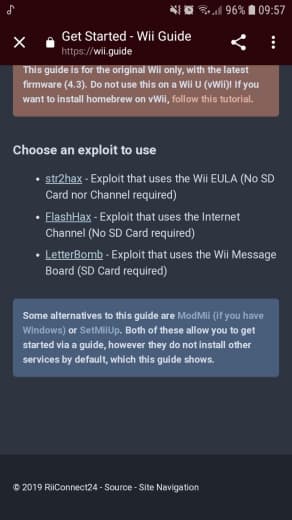 96% 09:57
Get Started - Wii Guide
https://wii.guide
This guide is for the original Wii only, with the latest
firmware (4.3). Do not use this on a Wii U (vWii)! If you
want to install homebrew on vWii, follow this tutorial.
Choose an exploit to use
• str2hax - Exploit that uses the Wii EULA (No SD
Card nor Channel required)
• FlashHax - Exploit that uses the Internet
Channel (No SD Card required)
• LetterBomb - Exploit that uses the Wii Message
Board (SD Card required)
Some alternatives to this guide are ModMii (if you have
Windows) or SetMiiUp. Both of these allow you to get
started via a guide, however they do not install other
services by default, which this guide shows.
© 2019 RiiConnect24 - Source - Site Navigation